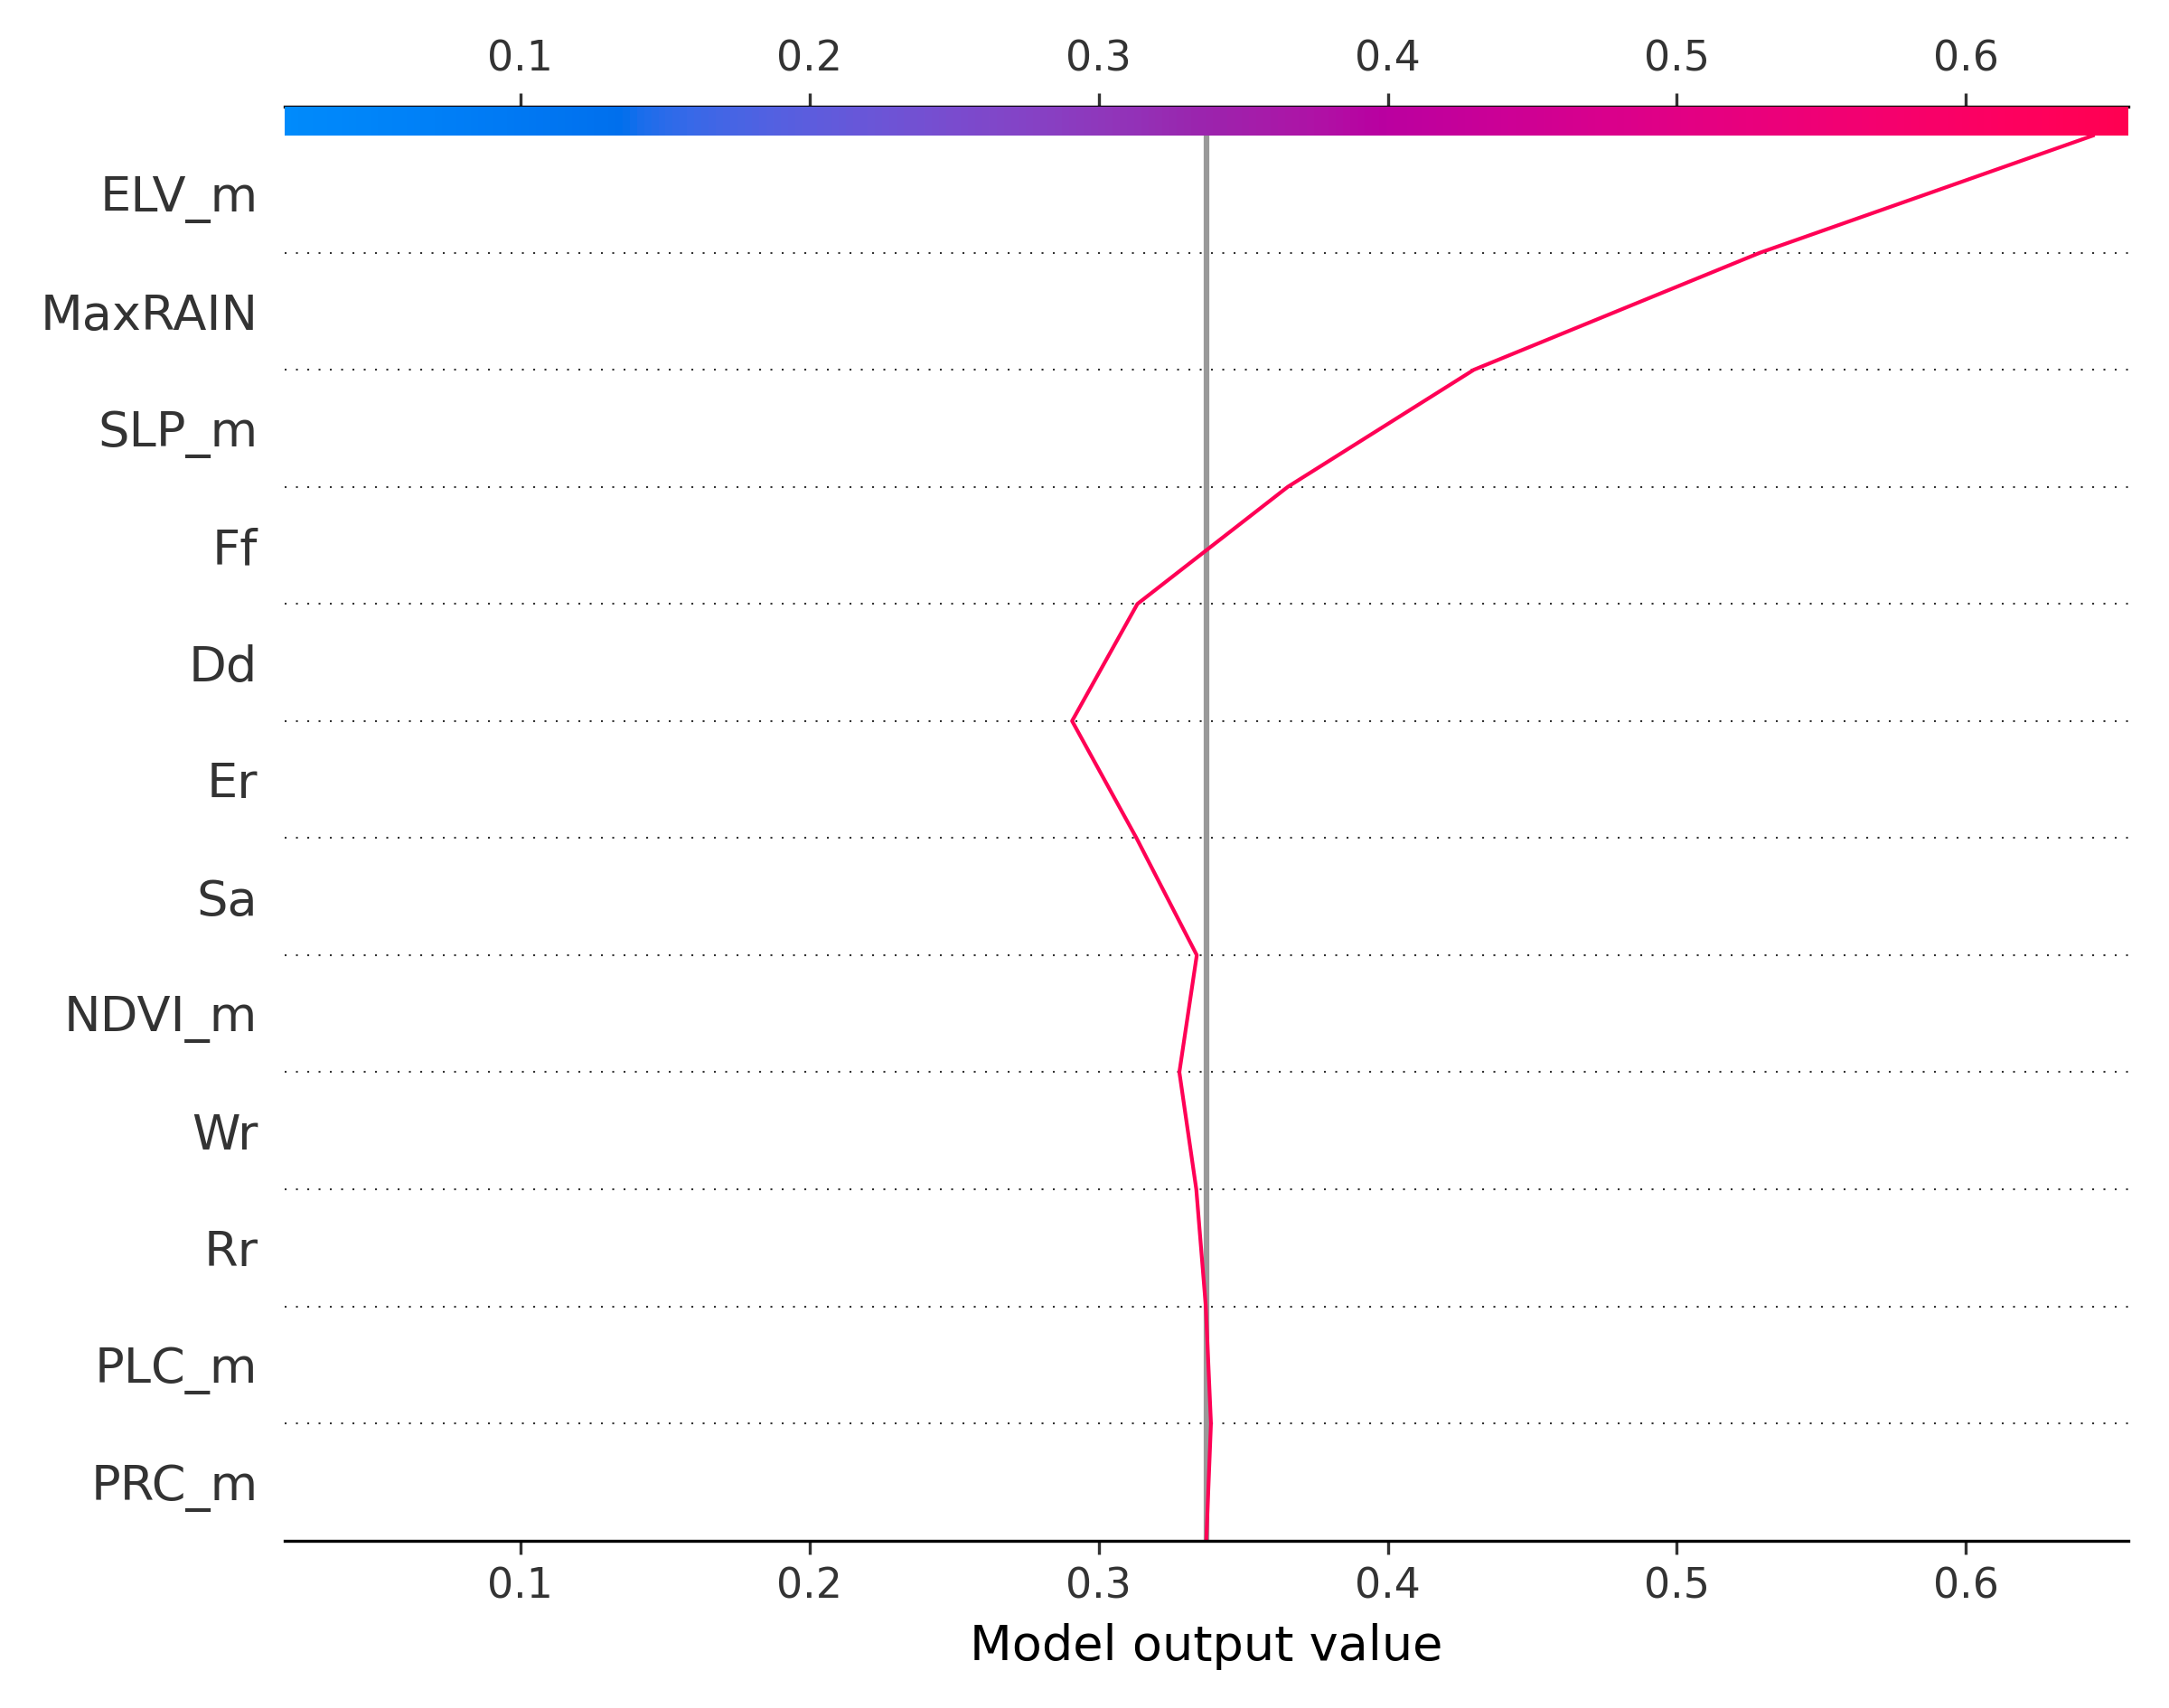 0.1 0.2 0.3 0.4 0.5 0.6
ELV_m
MaxRAIN
SLP_m
Ff
Dd
Er
Sa
NDVI_m
Wr
Rr
PLC_m
PRC_m
0.1 0.2 0.3 0.4 0.5 0.6
Model output value